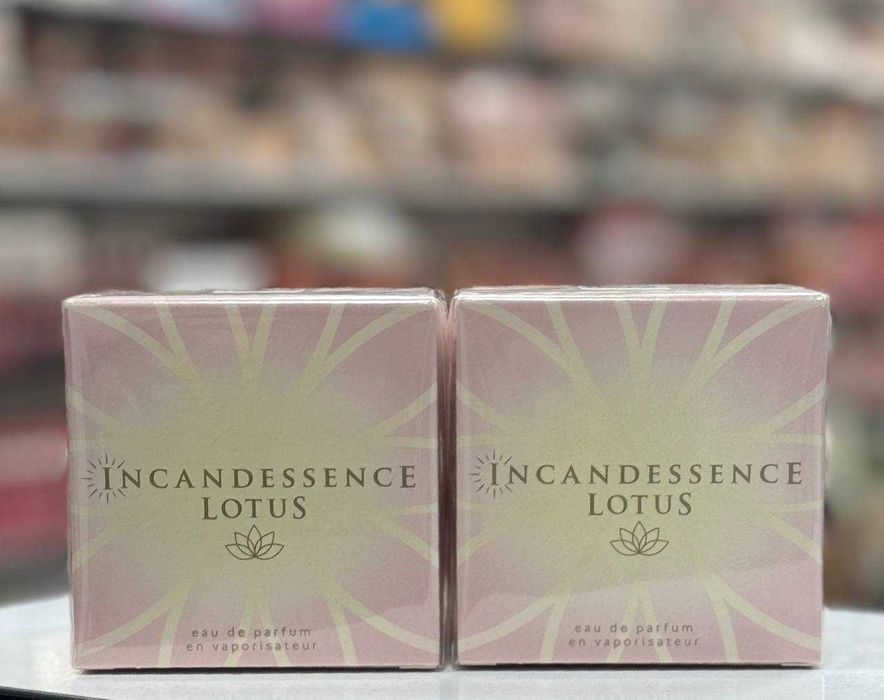 INCANDESSENCE
LOTUS
eau de parfum
en vaporisateur
INCANDESSENCE
LOTUS
eau de parfum
en vaporisateur